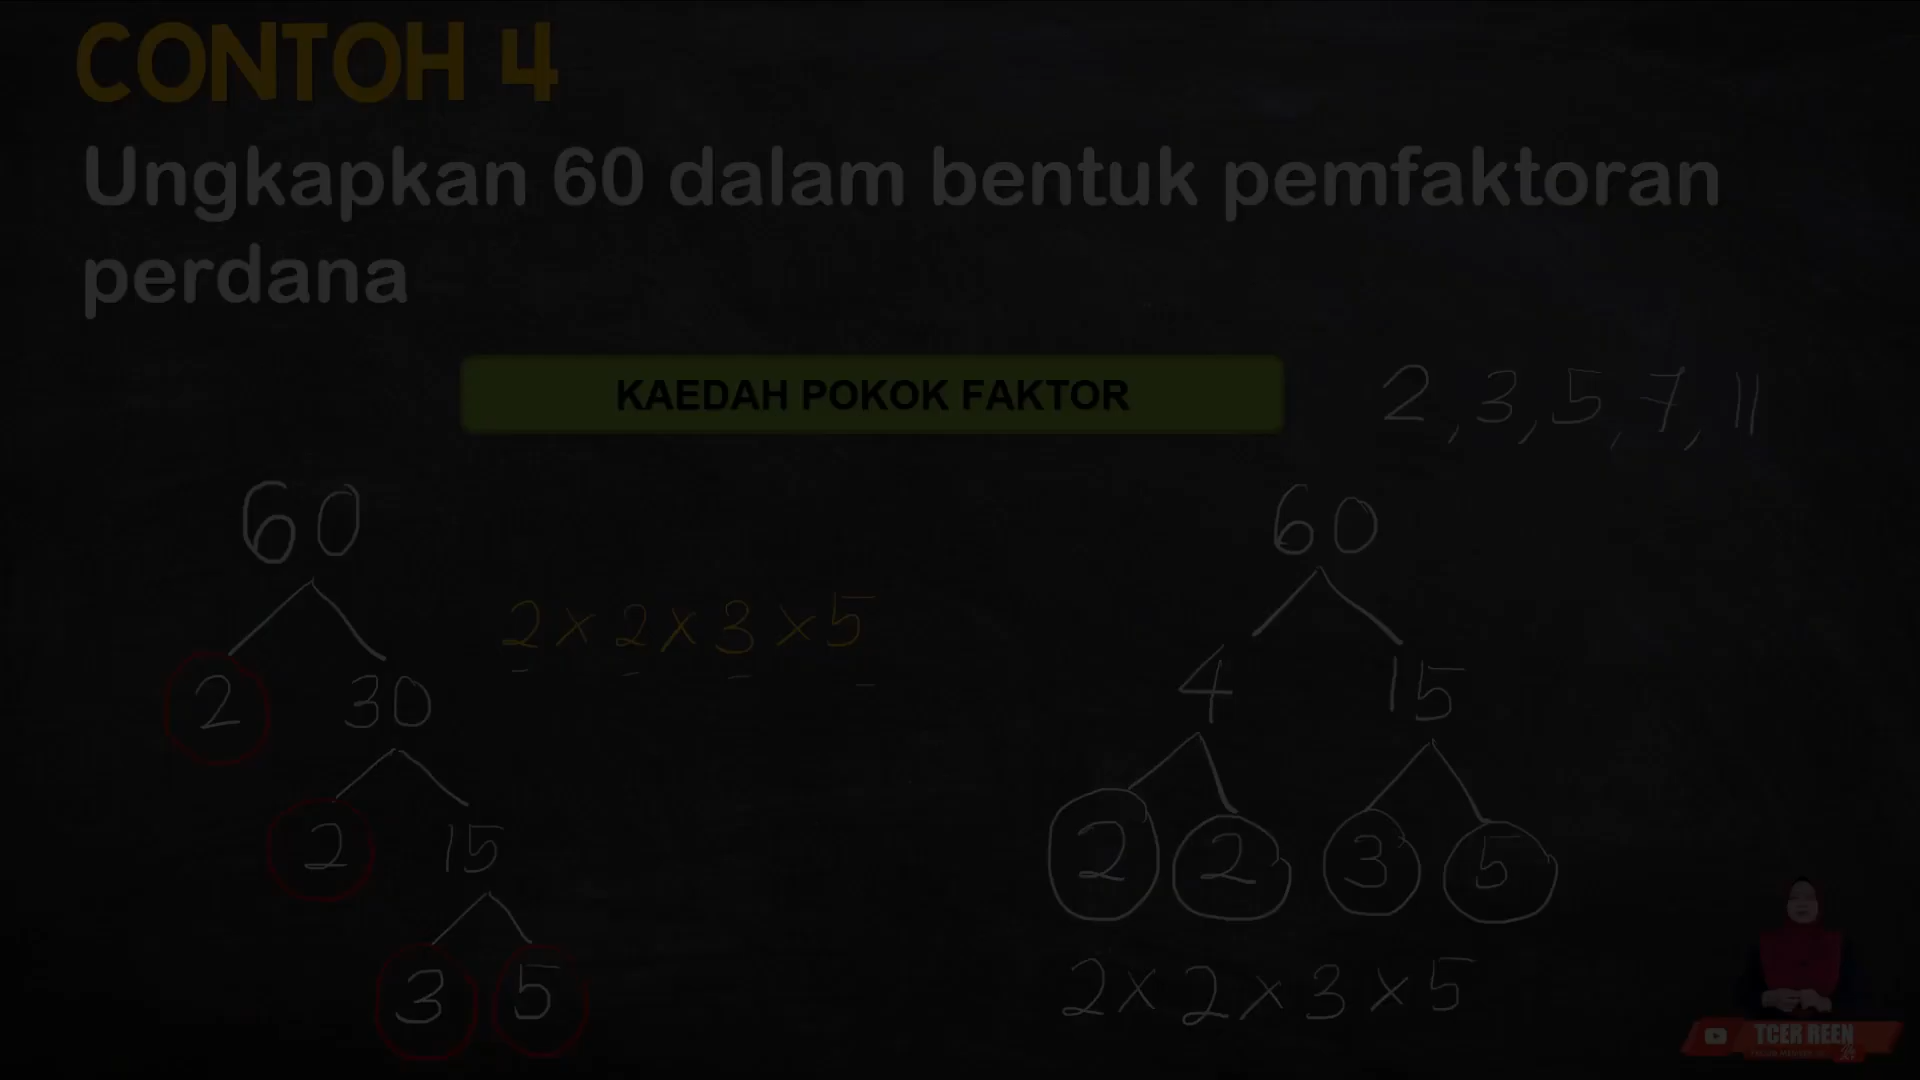 CONTOH 4
Ungkapkan 60 dalam bentuk pemfaktoran
perdana
KAEDAH POKOK FAKTOR
2, 3, 5, 7, 11
60
2 30
2 15
3 5
2 × 2 × 3 × 5
60
4 15
2 2 3 5
2 × 2 × 3 × 5
TCER REEN